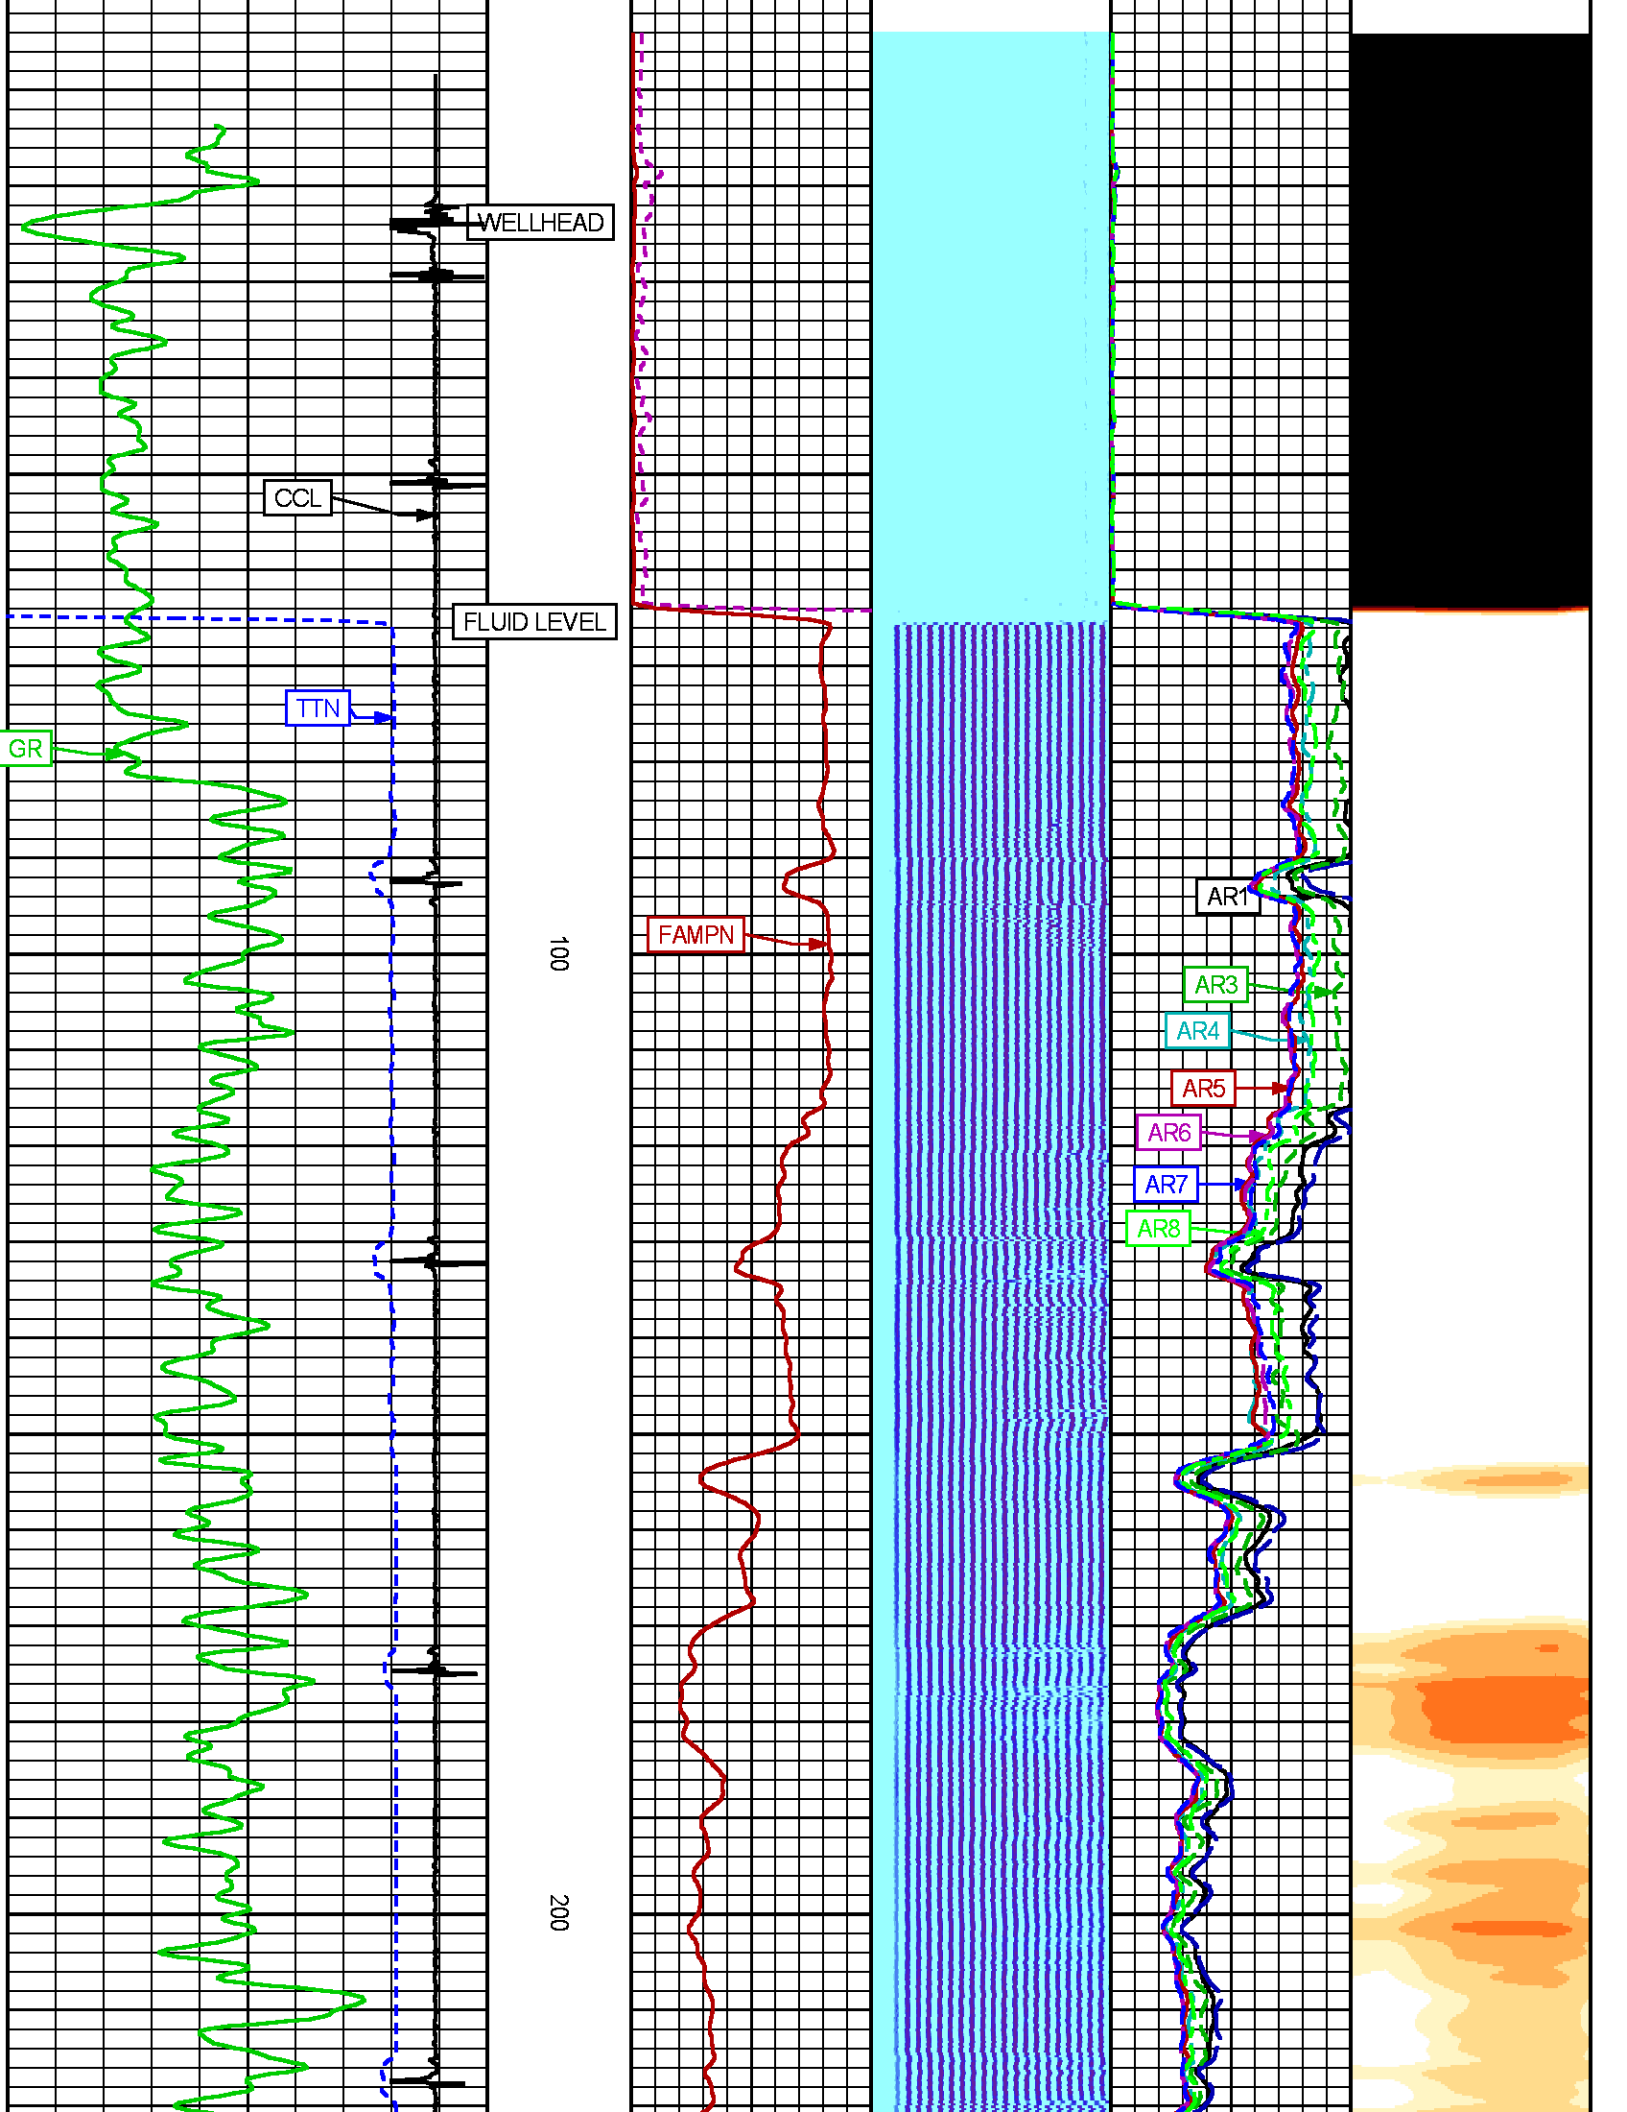 WELLHEAD
CCL
FLUID LEVEL
TTN
GR
AR1
FAMPN
100
AR3
AR4
AR5
AR6
AR7
AR8
200